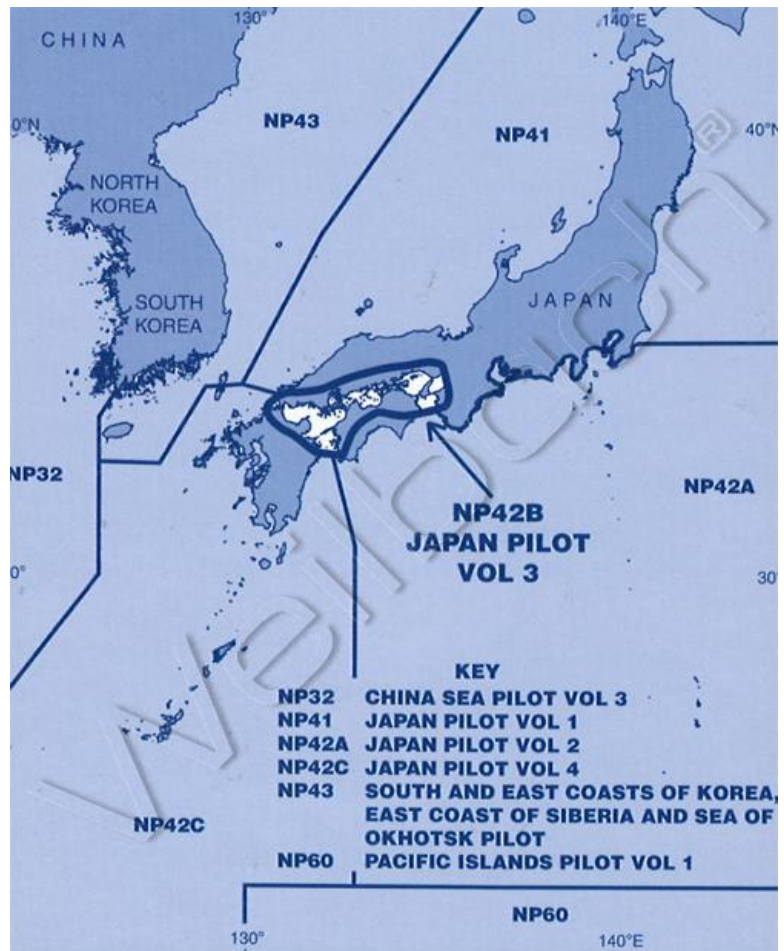 130°
140°E
CHINA
NP43
0°N
NP41
40°N
NORTH
KOREA
SOUTH
KOREA
JAPAN
NP32
NP42A
NP42B
JAPAN PILOT
VOL 3
0°
30°
KEY
NP32 CHINA SEA PILOT VOL 3
NP41 JAPAN PILOT VOL 1
NP42A JAPAN PILOT VOL 2
NP42C JAPAN PILOT VOL 4
NP43 SOUTH AND EAST COASTS OF KOREA,
EAST COAST OF SIBERIA AND SEA OF
OKHOTSK PILOT
NP60 PACIFIC ISLANDS PILOT VOL 1
NP42C
NP60
130°
140°E
weilbach®